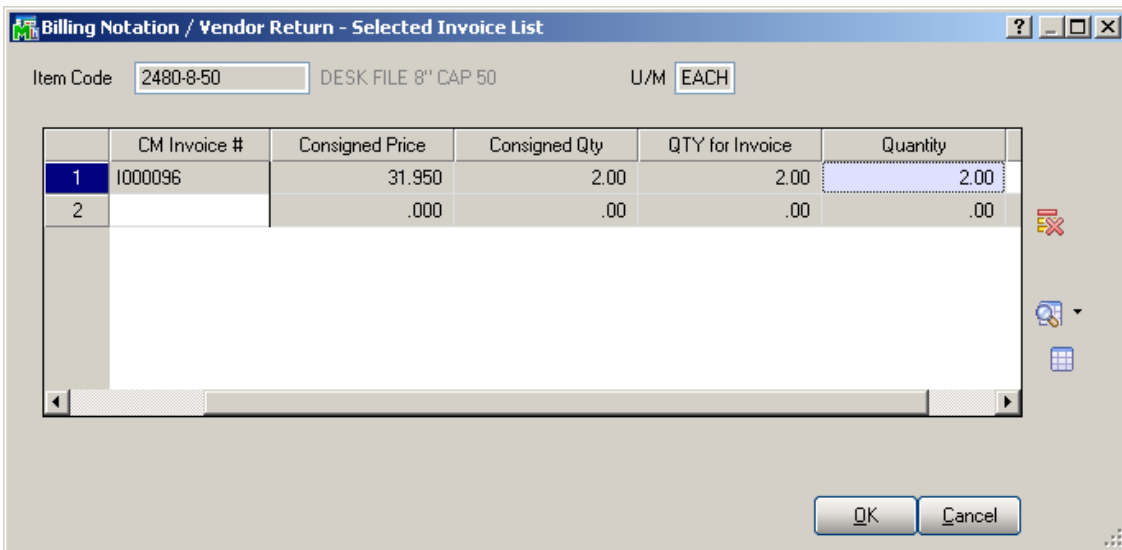 Billing Notation / Vendor Return - Selected Invoice List
Item Code 2480-8-50 DESK FILE 8" CAP 50 U/M EACH
CM Invoice # Consigned Price Consigned Qty QTY for Invoice Quantity
1 I000096 31.950 2.00 2.00 2.00
2 .000 .00 .00 .00
OK Cancel